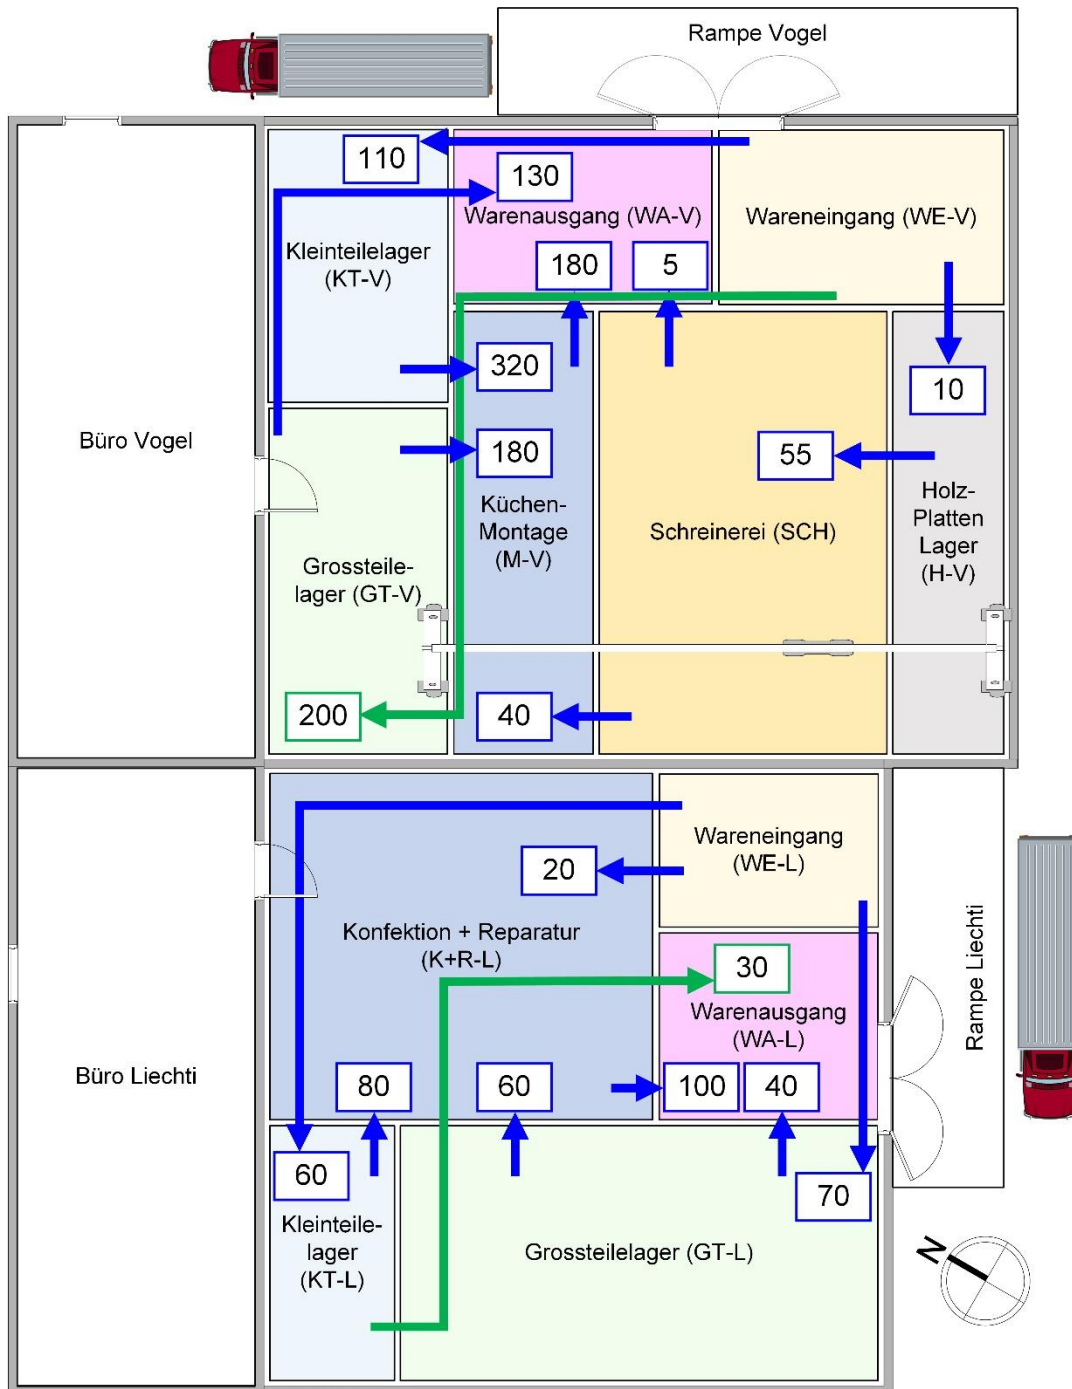 Rampe Vogel
110
130
Warenausgang (WA-V)
Wareneingang (WE-V)
Kleinteilelager
(KT-V)
180
5
320
10
Büro Vogel
180
55
Küchen-
Montage
(M-V)
Schreinerei (SCH)
Holz-
Platten
Lager
(H-V)
Grossteile-
lager (GT-V)
200
40
Wareneingang
(WE-L)
20
Konfektion + Reparatur
(K+R-L)
30
Warenausgang
(WA-L)
Rampe Liechti
Büro Liechti
80
60
100
40
60
70
Kleinteile-
lager
(KT-L)
Grossteilelager (GT-L)
N